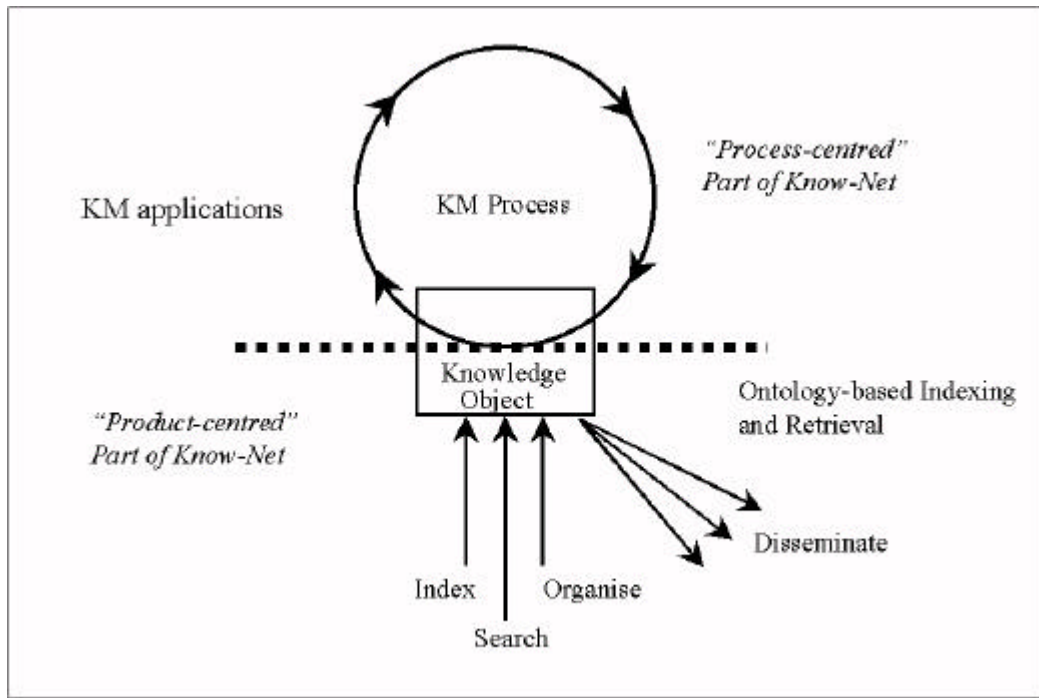 “Process-centred”
Part of Know-Net
KM applications
KM Process
Knowledge
Object
Ontology-based Indexing
and Retrieval
“Product-centred”
Part of Know-Net
Disseminate
Index
Organise
Search